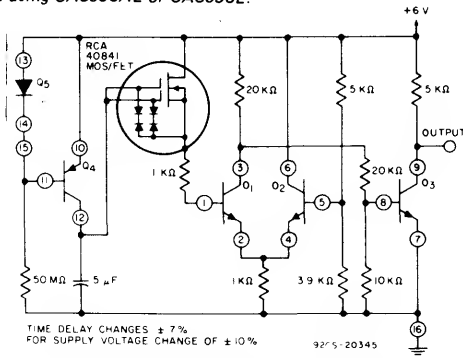 using CA3096AE or CA3096E.
+6 V
RCA
40841
MOS/FET
13
Q5
14
15
10
11
Q4
12
20 KΩ
5 KΩ
5 KΩ
OUTPUT
1 KΩ
3
6
9
20 KΩ
1
Q1
Q2
5
8
Q3
2
4
7
50 MΩ
5 μF
1 KΩ
3.9 KΩ
10 KΩ
16
TIME DELAY CHANGES ± 7%
FOR SUPPLY VOLTAGE CHANGE OF ± 10%
92CS-20345